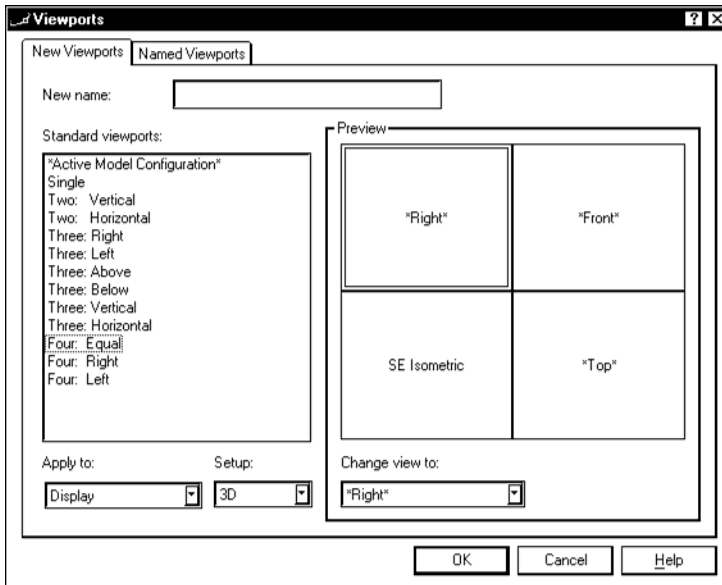 Viewports
New Viewports
Named Viewports
New name:
Standard viewports:
*Active Model Configuration*
Single
Two: Vertical
Two: Horizontal
Three: Right
Three: Left
Three: Above
Three: Below
Three: Vertical
Three: Horizontal
Four: Equal
Four: Right
Four: Left
Preview
*Right*
*Front*
SE Isometric
*Top*
Apply to:
Setup:
Change view to:
Display
3D
*Right*
OK
Cancel
Help